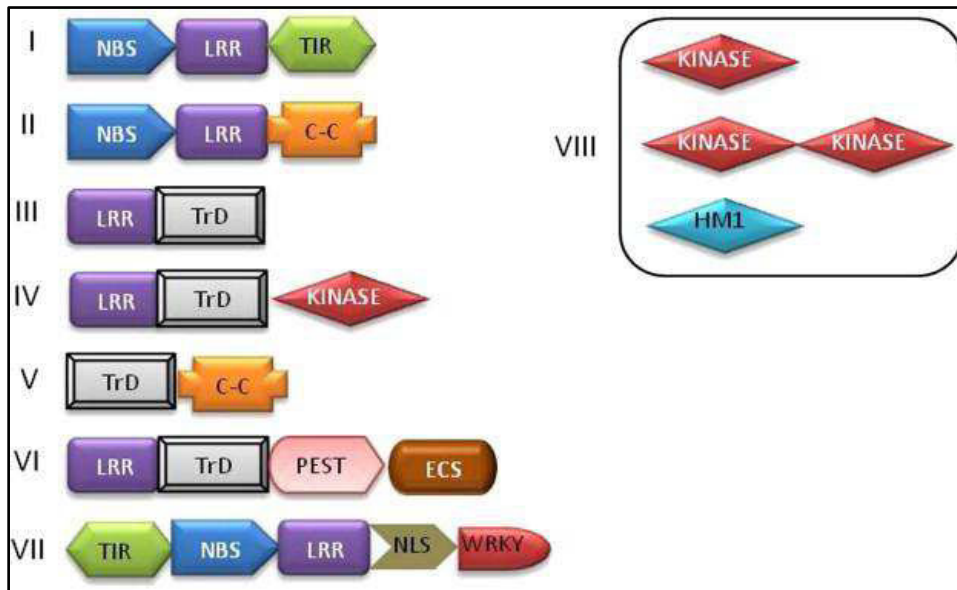 I NBS LRR TIR
II NBS LRR C-C
III LRR TrD
IV LRR TrD KINASE
V TrD C-C
VI LRR TrD PEST ECS
VII TIR NBS LRR NLS WRKY
VIII
KINASE
KINASE KINASE
HM1